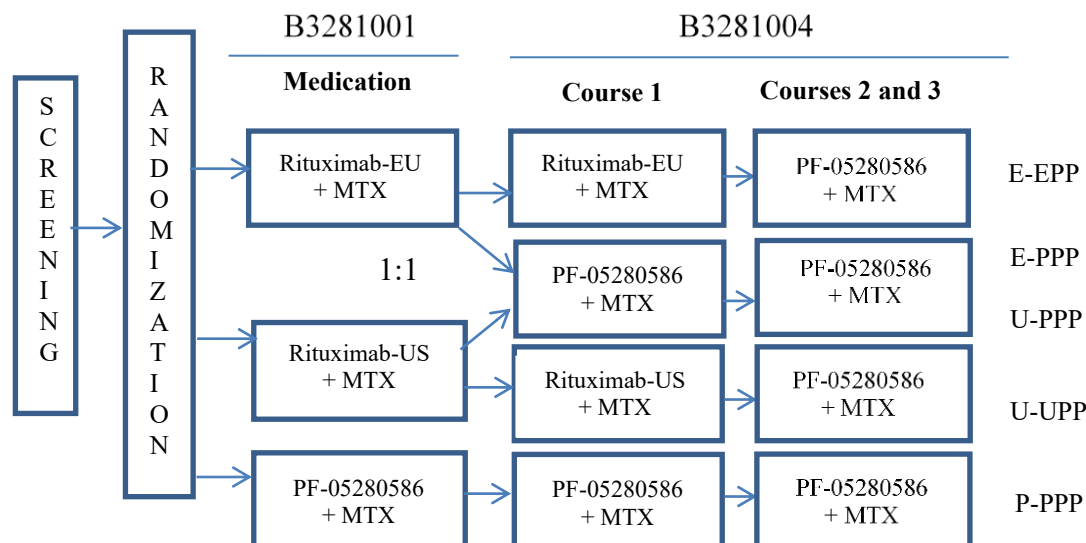 B3281001
B3281004
Medication
Course 1
Courses 2 and 3
SCREENING
RANDOMIZATION
Rituximab-EU
+ MTX
Rituximab-EU
+ MTX
PF-05280586
+ MTX
E-EPP
1:1
PF-05280586
+ MTX
PF-05280586
+ MTX
E-PPP
U-PPP
Rituximab-US
+ MTX
Rituximab-US
+ MTX
PF-05280586
+ MTX
U-UPP
PF-05280586
+ MTX
PF-05280586
+ MTX
PF-05280586
+ MTX
P-PPP